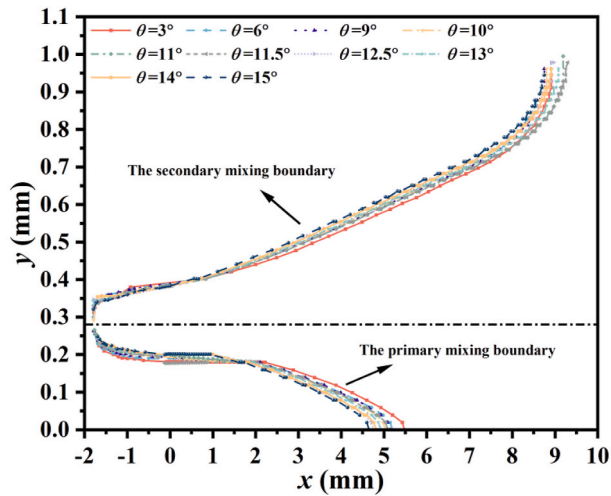 θ=3° θ=6° θ=9° θ=10°
θ=11° θ=11.5° θ=12.5° θ=13°
θ=14° θ=15°
1.1
1.0
0.9
0.8
0.7
0.6
0.5
0.4
0.3
0.2
0.1
0.0
y (mm)
The secondary mixing boundary
The primary mixing boundary
-2 -1 0 1 2 3 4 5 6 7 8 9 10
x (mm)